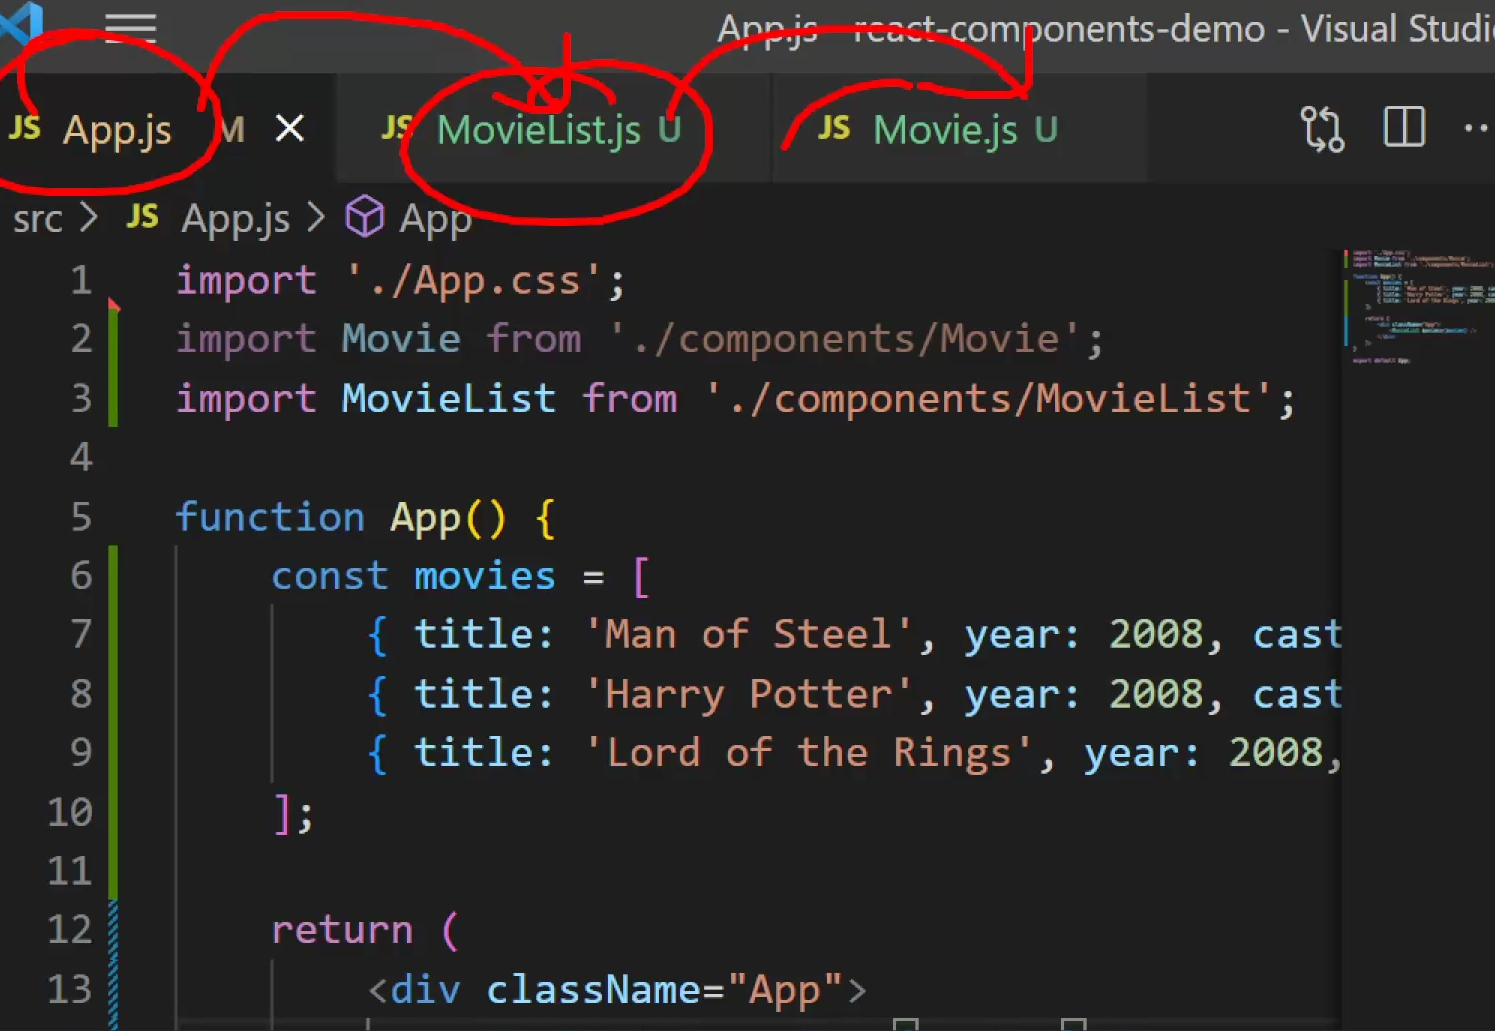 App.js - react-components-demo - Visual Studi
JS App.js M JS MovieList.js U JS Movie.js U
src > JS App.js > App
1 import './App.css';
2 import Movie from './components/Movie';
3 import MovieList from './components/MovieList';
4
5 function App() {
6 const movies = [
7 { title: 'Man of Steel', year: 2008, cast
8 { title: 'Harry Potter', year: 2008, cast
9 { title: 'Lord of the Rings', year: 2008,
10 ];
11
12 return (
13 <div className="App">